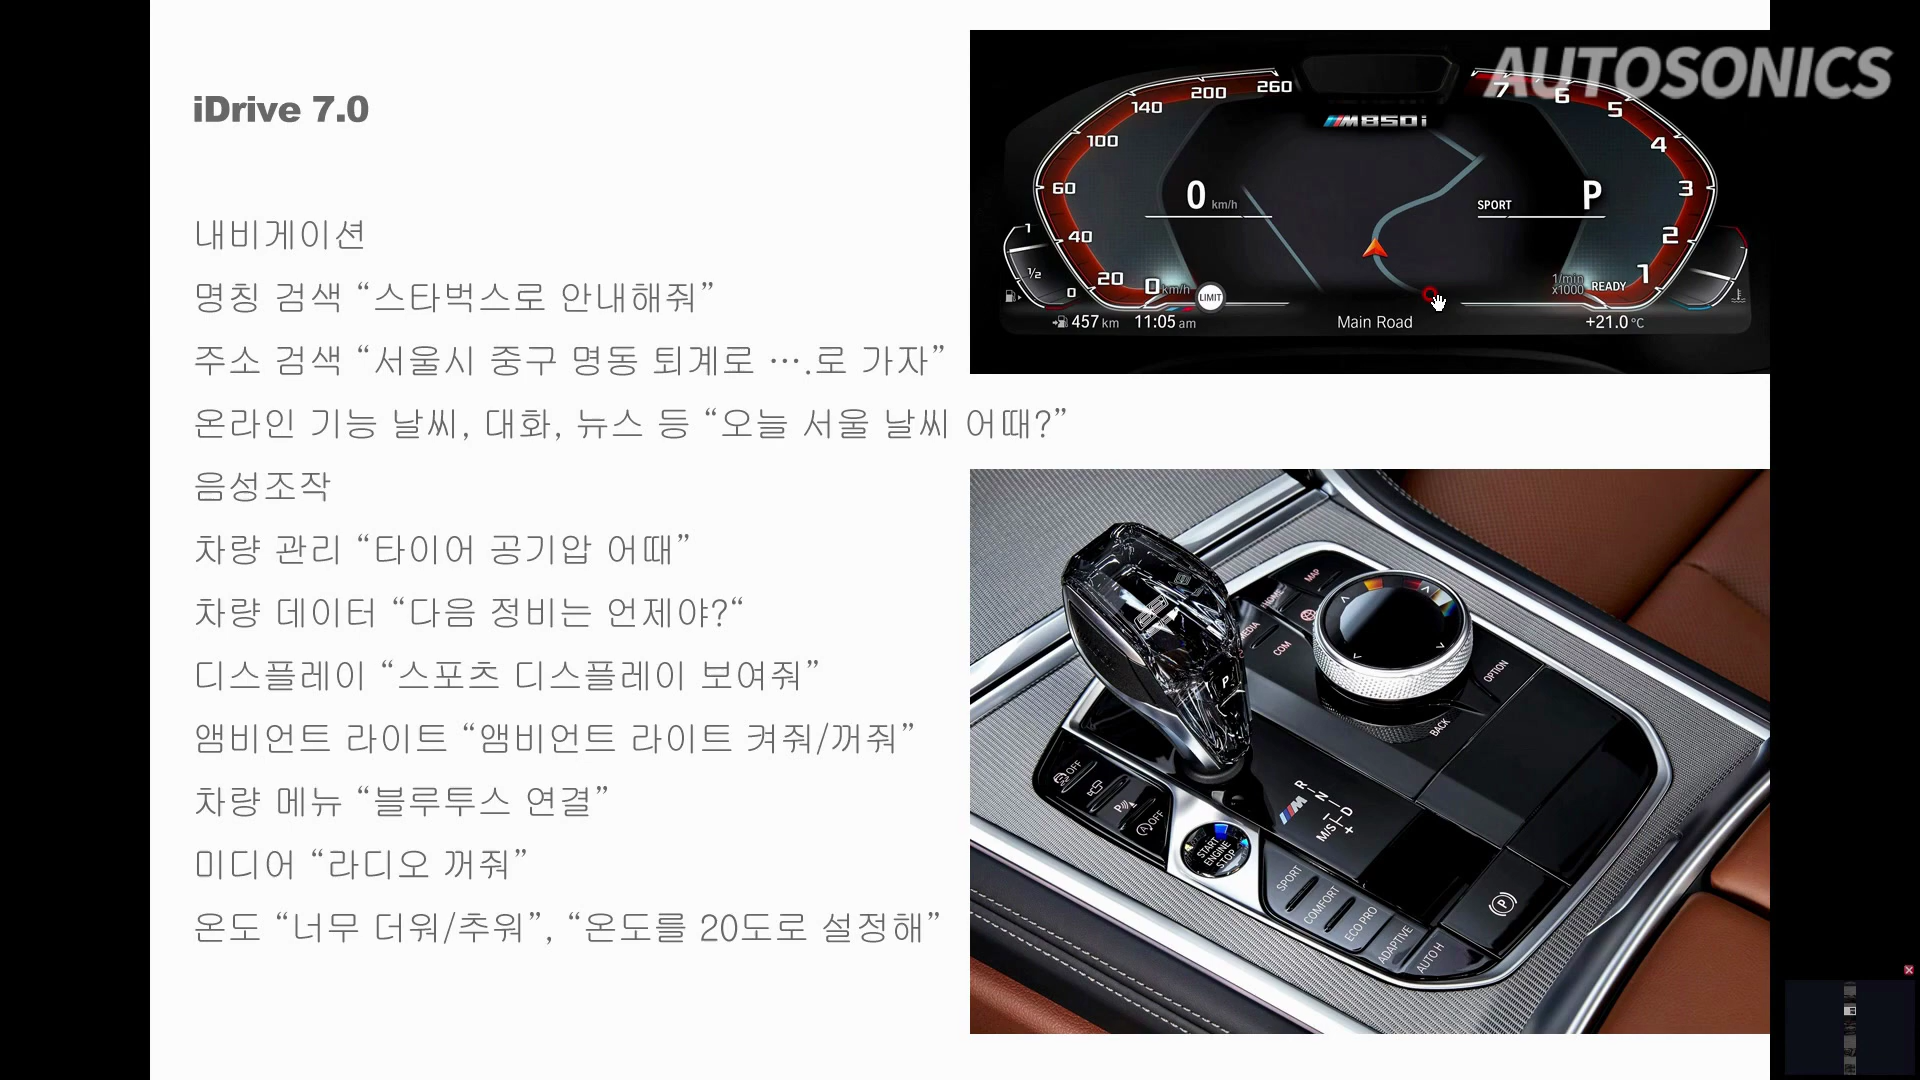 AUTOSONICS
iDrive 7.0
내비게이션
명칭 검색 “스타벅스로 안내해줘”
주소 검색 “서울시 중구 명동 퇴계로 ….로 가자”
온라인 기능 날씨, 대화, 뉴스 등 “오늘 서울 날씨 어때?”
음성조작
차량 관리 “타이어 공기압 어때”
차량 데이터 “다음 정비는 언제야?“
디스플레이 “스포츠 디스플레이 보여줘”
앰비언트 라이트 “앰비언트 라이트 켜줘/꺼줘”
차량 메뉴 “블루투스 연결”
미디어 “라디오 꺼줘”
온도 “너무 더워/추워”, “온도를 20도로 설정해”
260
200
140
100
60
40
20
0
1
1/2
0 km/h
0 km/h
LIMIT
M850i
7
6
5
4
3
2
1
SPORT
P
1/min
x1000
READY
457 km
11:05 am
Main Road
+21.0 °C
MAP
HOME
COM
OPTION
BACK
P
OFF
P
A OFF
START
ENGINE
STOP
M
R
N
D
M/S
+
SPORT
COMFORT
ECO PRO
ADAPTIVE
AUTO H
P